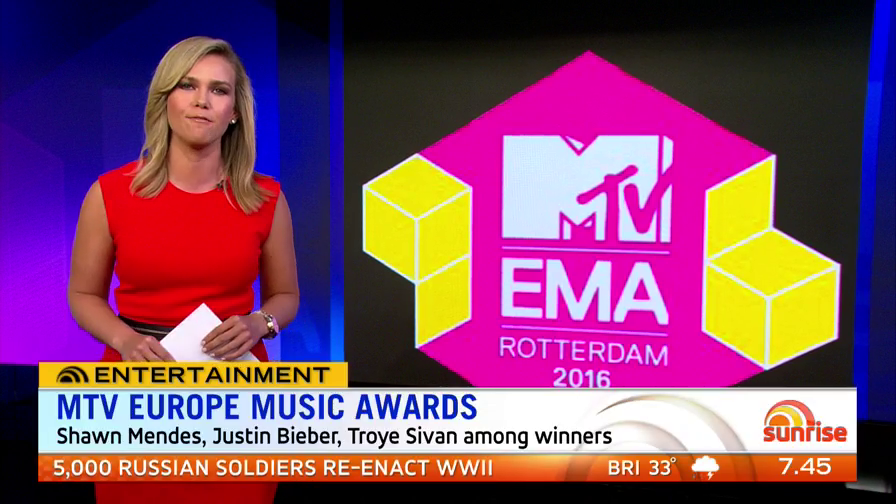 MTV
EMA
ROTTERDAM
2016
ENTERTAINMENT
MTV EUROPE MUSIC AWARDS
Shawn Mendes, Justin Bieber, Troye Sivan among winners
sunrise
5,000 RUSSIAN SOLDIERS RE-ENACT WWII BRI 33° 7.45